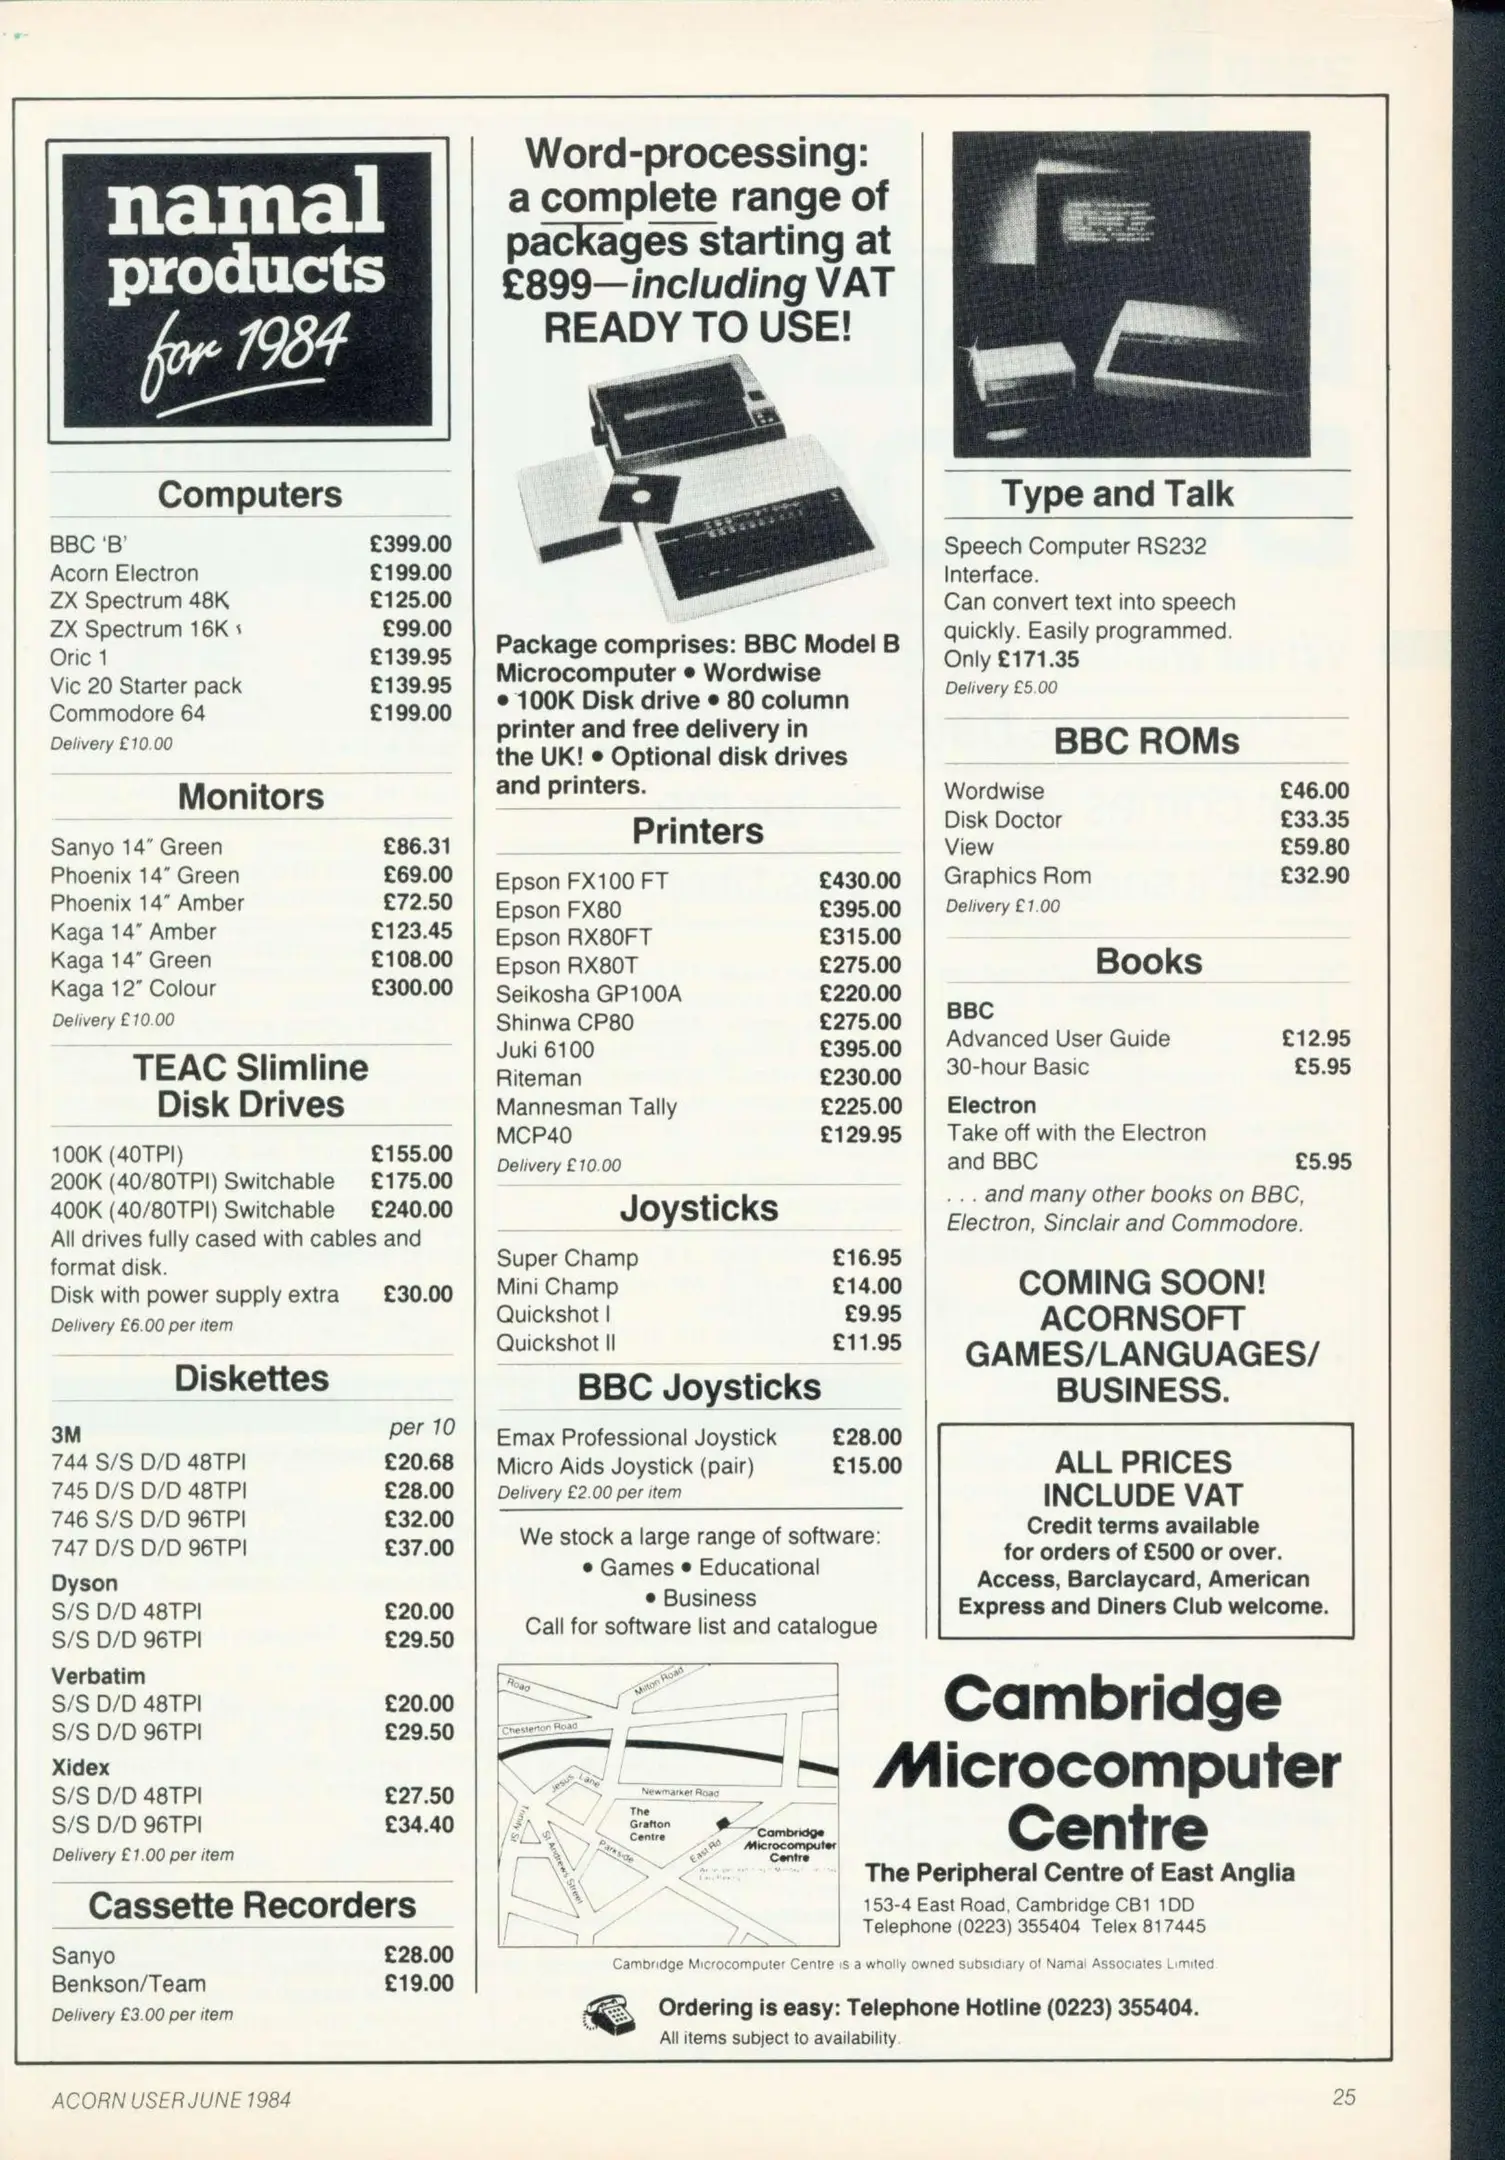 namal
products
for 1984
Computers
BBC 'B' £399.00
Acorn Electron £199.00
ZX Spectrum 48K £125.00
ZX Spectrum 16K £99.00
Oric 1 £139.95
Vic 20 Starter pack £139.95
Commodore 64 £199.00
Delivery £10.00
Monitors
Sanyo 14" Green £86.31
Phoenix 14" Green £69.00
Phoenix 14" Amber £72.50
Kaga 14" Amber £123.45
Kaga 14" Green £108.00
Kaga 12" Colour £300.00
Delivery £10.00
TEAC Slimline
Disk Drives
100K (40TPI) £155.00
200K (40/80TPI) Switchable £175.00
400K (40/80TPI) Switchable £240.00
All drives fully cased with cables and
format disk.
Disk with power supply extra £30.00
Delivery £6.00 per item
Diskettes
3M per 10
744 S/S D/D 48TPI £20.68
745 D/S D/D 48TPI £28.00
746 S/S D/D 96TPI £32.00
747 D/S D/D 96TPI £37.00
Dyson
S/S D/D 48TPI £20.00
S/S D/D 96TPI £29.50
Verbatim
S/S D/D 48TPI £20.00
S/S D/D 96TPI £29.50
Xidex
S/S D/D 48TPI £27.50
S/S D/D 96TPI £34.40
Delivery £1.00 per item
Cassette Recorders
Sanyo £28.00
Benkson/Team £19.00
Delivery £3.00 per item
Word-processing:
a complete range of
packages starting at
£899—including VAT
READY TO USE!
Package comprises: BBC Model B
Microcomputer • Wordwise
• 100K Disk drive • 80 column
printer and free delivery in
the UK! • Optional disk drives
and printers.
Printers
Epson FX100 FT £430.00
Epson FX80 £395.00
Epson RX80FT £315.00
Epson RX80T £275.00
Seikosha GP100A £220.00
Shinwa CP80 £275.00
Juki 6100 £395.00
Riteman £230.00
Mannesman Tally £225.00
MCP40 £129.95
Delivery £10.00
Joysticks
Super Champ £16.95
Mini Champ £14.00
Quickshot I £9.95
Quickshot II £11.95
BBC Joysticks
Emax Professional Joystick £28.00
Micro Aids Joystick (pair) £15.00
Delivery £2.00 per item
We stock a large range of software:
• Games • Educational
• Business
Call for software list and catalogue
Road
Milton Road
Chesterton Road
Jesus Lane
Newmarket Road
Trinity St
St Andrews Street
The
Grafton
Centre
Parkside
East Rd
Cambridge
Microcomputer
Centre
Type and Talk
Speech Computer RS232
Interface.
Can convert text into speech
quickly. Easily programmed.
Only £171.35
Delivery £5.00
BBC ROMs
Wordwise £46.00
Disk Doctor £33.35
View £59.80
Graphics Rom £32.90
Delivery £1.00
Books
BBC
Advanced User Guide £12.95
30-hour Basic £5.95
Electron
Take off with the Electron
and BBC £5.95
. . . and many other books on BBC,
Electron, Sinclair and Commodore.
COMING SOON!
ACORNSOFT
GAMES/LANGUAGES/
BUSINESS.
ALL PRICES
INCLUDE VAT
Credit terms available
for orders of £500 or over.
Access, Barclaycard, American
Express and Diners Club welcome.
Cambridge
Microcomputer
Centre
The Peripheral Centre of East Anglia
153-4 East Road, Cambridge CB1 1DD
Telephone (0223) 355404 Telex 817445
Cambridge Microcomputer Centre is a wholly owned subsidiary of Namal Associates Limited.
Ordering is easy: Telephone Hotline (0223) 355404.
All items subject to availability.
ACORN USER JUNE 1984 25